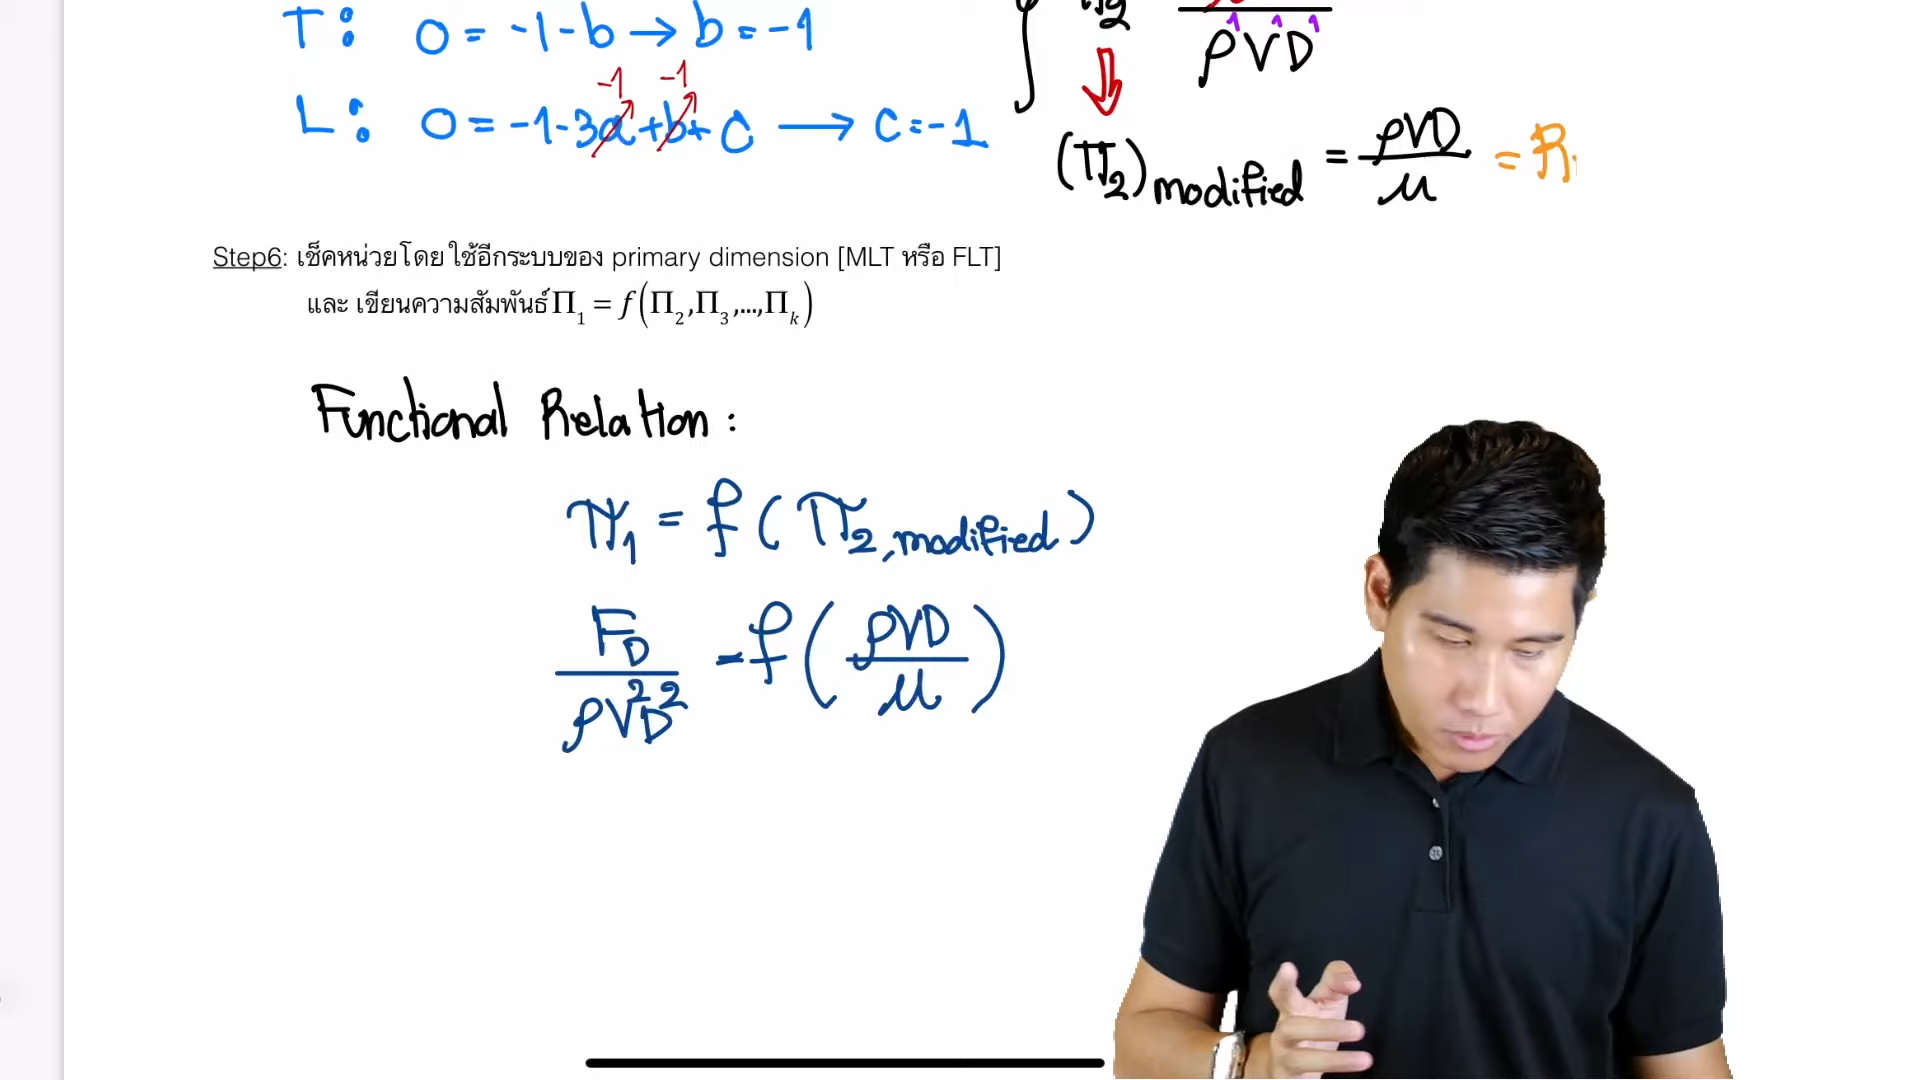 T: 0 = -1-b → b = -1
-1 -1
L: 0 = -1-3a+b+c → c = -1
ρ¹V¹D¹
(Π₂)modified = ρVD/μ =
Step6: เช็คหน่วยโดยใช้อีกระบบของ primary dimension [MLT หรือ FLT]
และ เขียนความสัมพันธ์ Π₁ = f(Π₂,Π₃,...,Πₖ)
Functional Relation:
Π₁ = f(Π₂,modified)
F_D/ρV²D² = f(ρVD/μ)